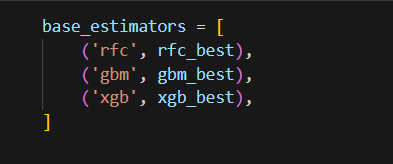 base_estimators = [
    ('rfc', rfc_best),
    ('gbm', gbm_best),
    ('xgb', xgb_best),
]